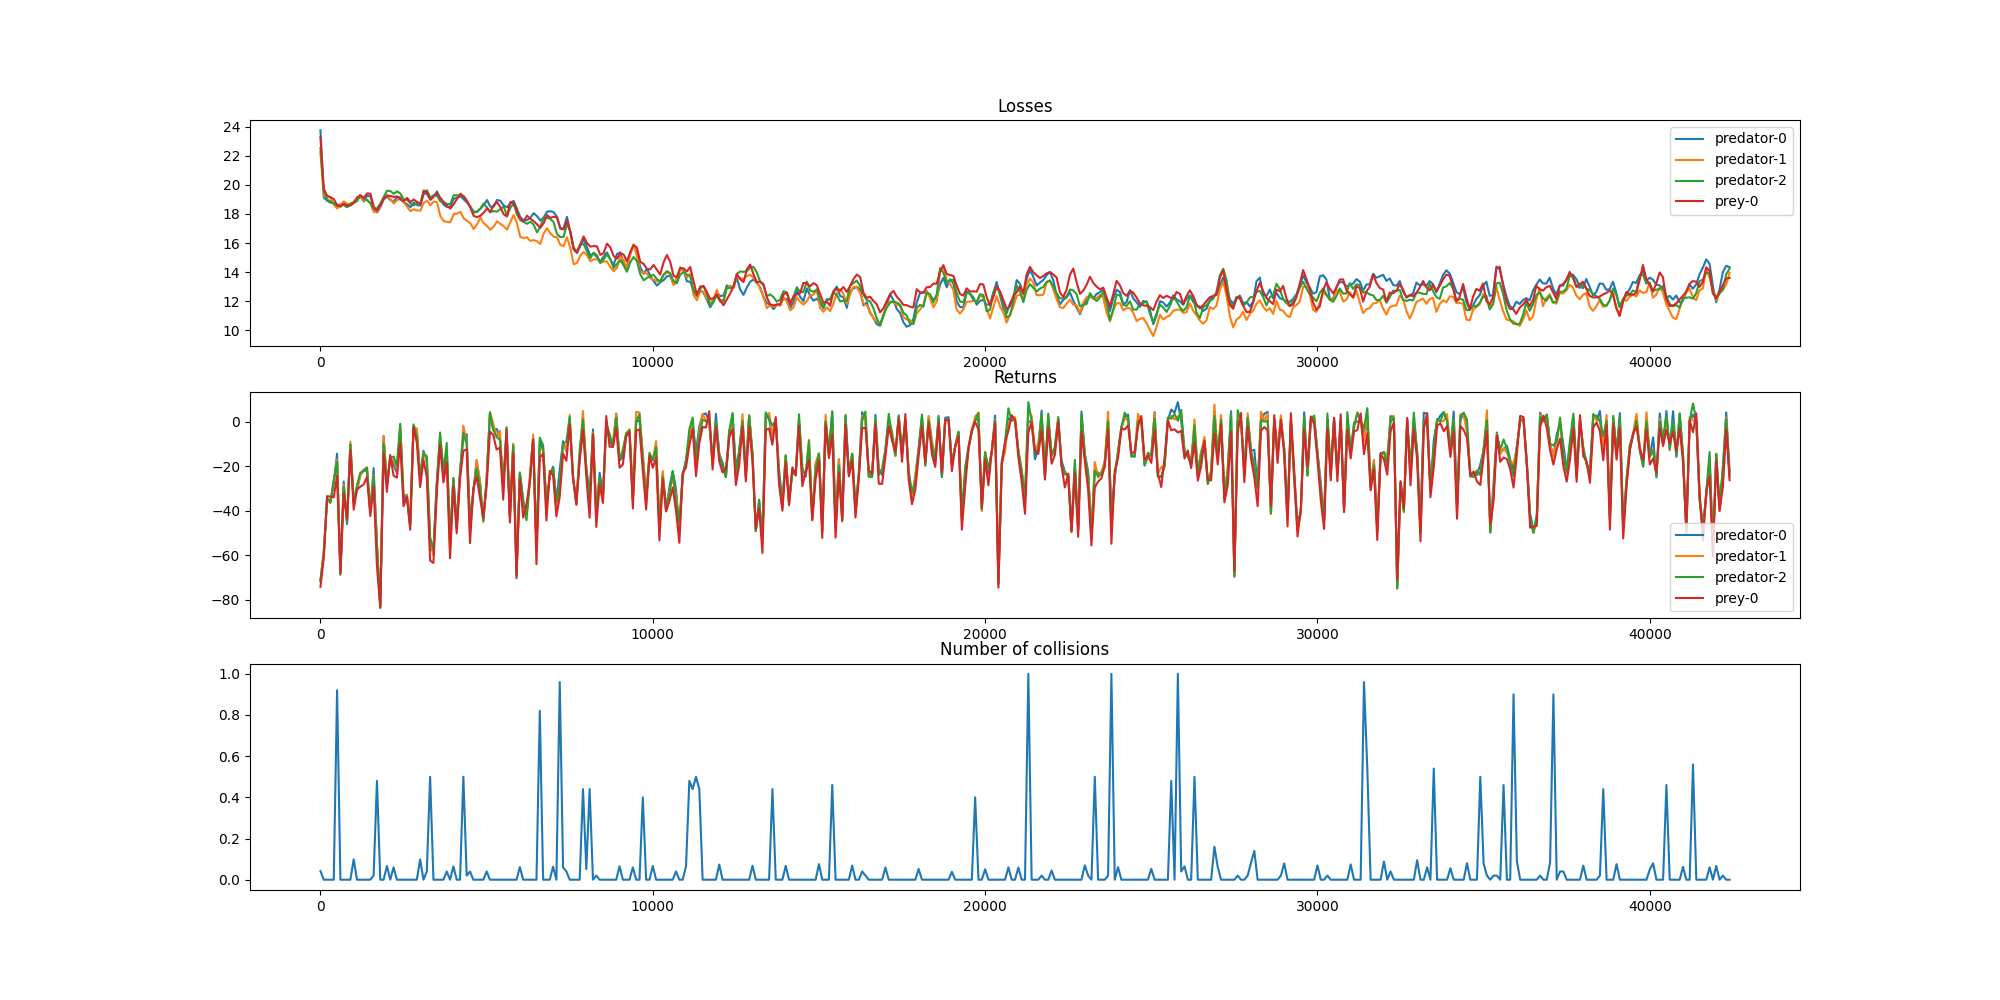 Losses
24
22
20
18
16
14
12
10
predator-0
predator-1
predator-2
prey-0
0 10000 20000 30000 40000
Returns
0
−20
−40
−60
−80
predator-0
predator-1
predator-2
prey-0
0 10000 20000 30000 40000
Number of collisions
1.0
0.8
0.6
0.4
0.2
0.0
0 10000 20000 30000 40000